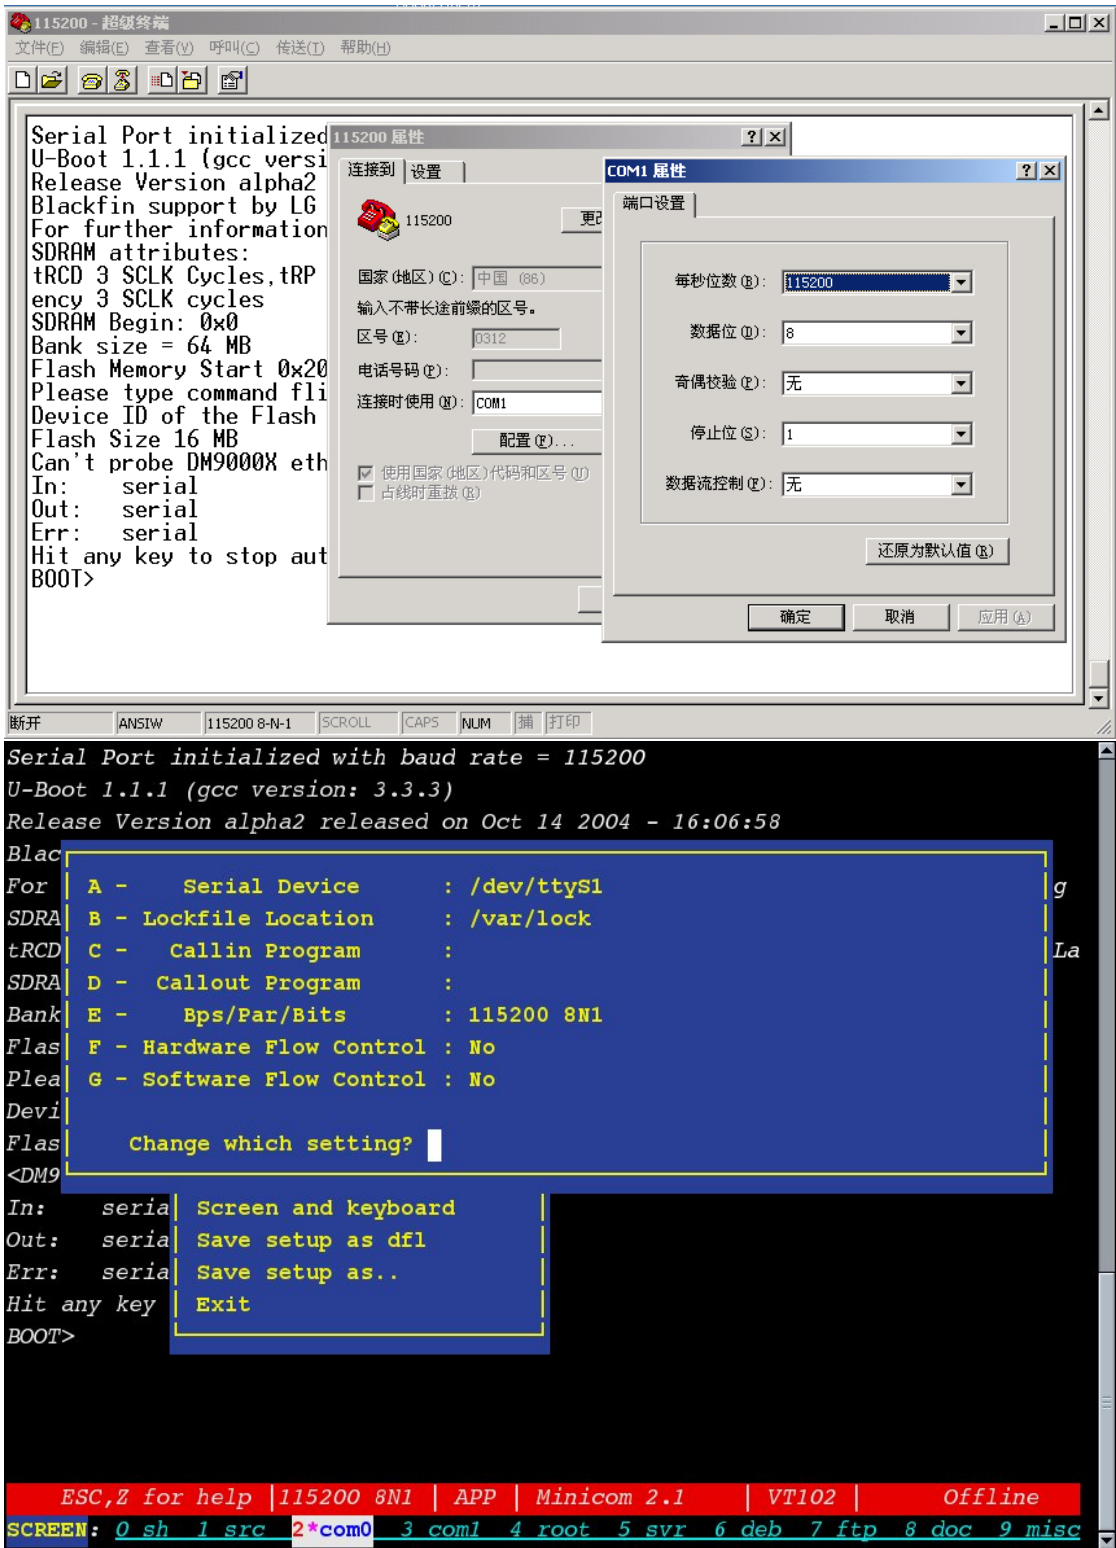 115200 - 超级终端
文件(F) 编辑(E) 查看(V) 呼叫(C) 传送(T) 帮助(H)
Serial Port initialized
U-Boot 1.1.1 (gcc versi
Release Version alpha2
Blackfin support by LG
For further information
SDRAM attributes:
tRCD 3 SCLK Cycles,tRP
ency 3 SCLK cycles
SDRAM Begin: 0x0
Bank size = 64 MB
Flash Memory Start 0x20
Please type command fli
Device ID of the Flash
Flash Size 16 MB
Can't probe DM9000X eth
In: serial
Out: serial
Err: serial
Hit any key to stop aut
BOOT>
115200 属性
连接到 设置
115200 更改
国家(地区)(C): 中国 (86)
输入不带长途前缀的区号。
区号(E): 0312
电话号码(P):
连接时使用(N): COM1
配置(F)...
使用国家(地区)代码和区号(U)
占线时重拨(R)
COM1 属性
端口设置
每秒位数(B): 115200
数据位(D): 8
奇偶校验(P): 无
停止位(S): 1
数据流控制(F): 无
还原为默认值(R)
确定 取消 应用(A)
断开 ANSIW 115200 8-N-1 SCROLL CAPS NUM 捕 打印
Serial Port initialized with baud rate = 115200
U-Boot 1.1.1 (gcc version: 3.3.3)
Release Version alpha2 released on Oct 14 2004 - 16:06:58
Blac
For A - Serial Device : /dev/ttyS1 g
SDRA B - Lockfile Location : /var/lock
tRCD C - Callin Program : La
SDRA D - Callout Program :
Bank E - Bps/Par/Bits : 115200 8N1
Flas F - Hardware Flow Control : No
Plea G - Software Flow Control : No
Devi
Flas Change which setting?
<DM9
In: seria Screen and keyboard
Out: seria Save setup as dfl
Err: seria Save setup as..
Hit any key Exit
BOOT>
ESC,Z for help |115200 8N1 | APP | Minicom 2.1 | VT102 | Offline
SCREEN: 0 sh 1 src 2*com0 3 com1 4 root 5 svr 6 deb 7 ftp 8 doc 9 misc